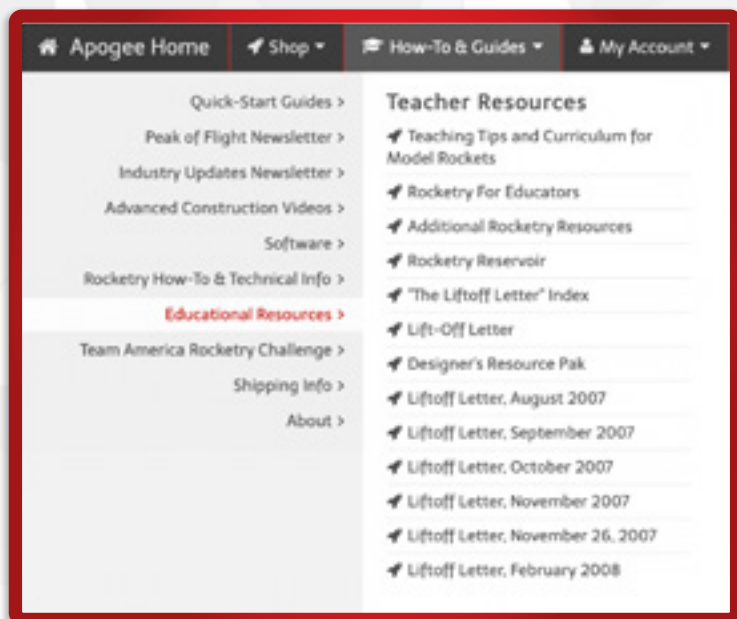 Apogee Home
Shop
How-To & Guides
My Account
Quick-Start Guides >
Peak of Flight Newsletter >
Industry Updates Newsletter >
Advanced Construction Videos >
Software >
Rocketry How-To & Technical Info >
Educational Resources >
Team America Rocketry Challenge >
Shipping Info >
About >
Teacher Resources
Teaching Tips and Curriculum for
Model Rockets
Rocketry For Educators
Additional Rocketry Resources
Rocketry Reservoir
"The Liftoff Letter" Index
Lift-Off Letter
Designer's Resource Pak
Liftoff Letter, August 2007
Liftoff Letter, September 2007
Liftoff Letter, October 2007
Liftoff Letter, November 2007
Liftoff Letter, November 26, 2007
Liftoff Letter, February 2008